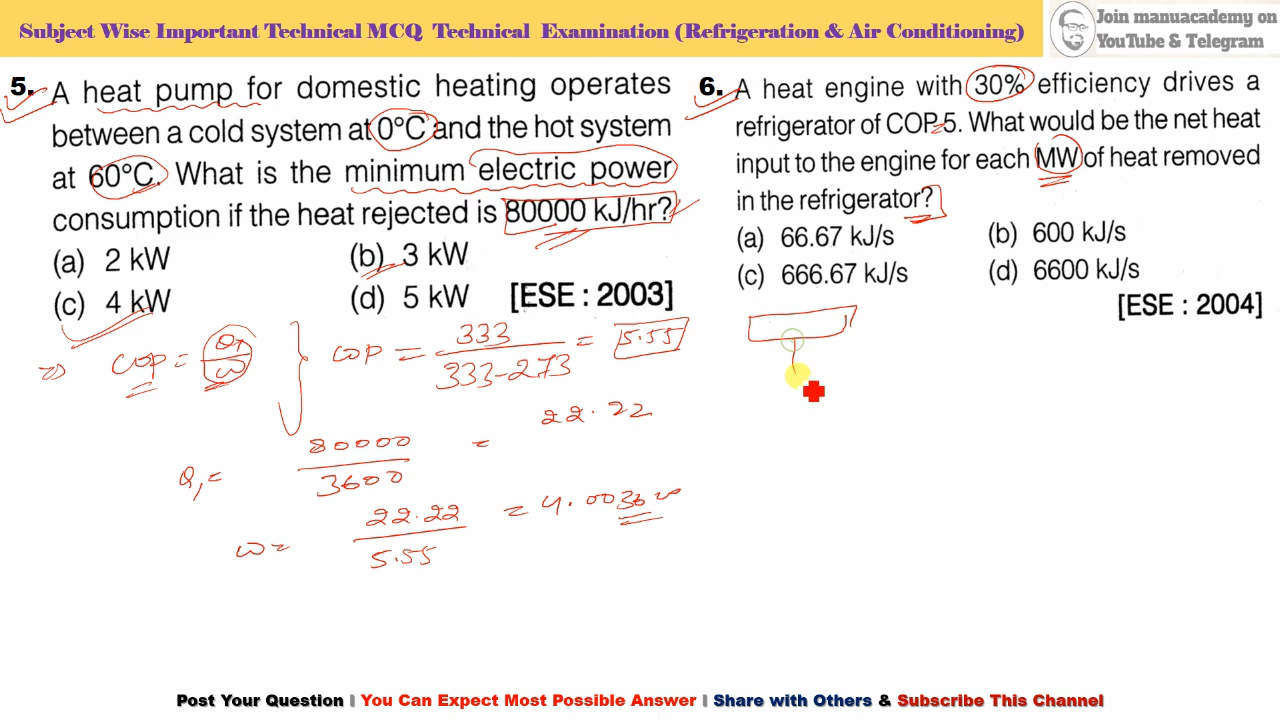 Subject Wise Important Technical MCQ Technical Examination (Refrigeration & Air Conditioning)
Join manuacademy on
YouTube & Telegram
5. A heat pump for domestic heating operates
between a cold system at 0°C and the hot system
at 60°C. What is the minimum electric power
consumption if the heat rejected is 80000 kJ/hr?
(a) 2 kW (b) 3 kW
(c) 4 kW (d) 5 kW [ESE : 2003]
COP = Q1/W } COP = 333/333-273 = 5.55
Q1 = 80000/3600 = 22.22
W = 22.22/5.55 = 4.003
6. A heat engine with 30% efficiency drives a
refrigerator of COP 5. What would be the net heat
input to the engine for each MW of heat removed
in the refrigerator?
(a) 66.67 kJ/s (b) 600 kJ/s
(c) 666.67 kJ/s (d) 6600 kJ/s
[ESE : 2004]
Post Your Question | You Can Expect Most Possible Answer | Share with Others & Subscribe This Channel